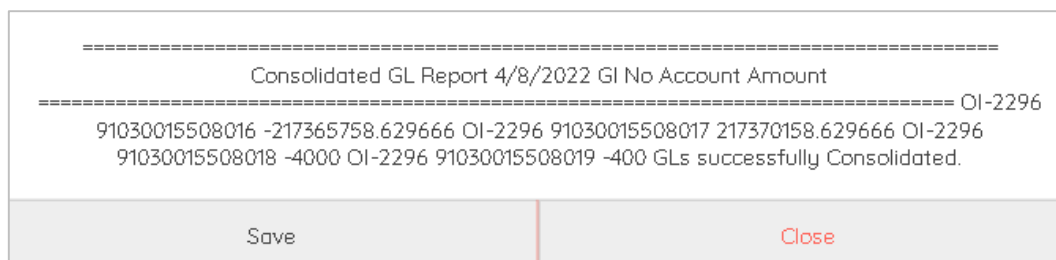 ===================================================================================
Consolidated GL Report 4/8/2022 Gl No Account Amount
=================================================================================== OI-2296
91030015508016 -217365758.629666 OI-2296 91030015508017 217370158.629666 OI-2296
91030015508018 -4000 OI-2296 91030015508019 -400 GLs successfully Consolidated.
Save Close